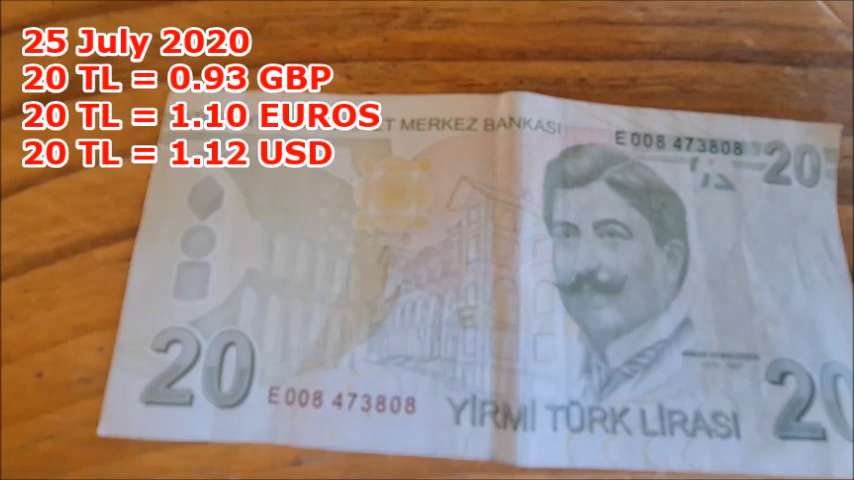 25 July 2020
20 TL = 0.93 GBP
20 TL = 1.10 EUROS
20 TL = 1.12 USD
MERKEZ BANKASI
E008 473808
20
20
E008 473808
YİRMİ TÜRK LİRASI
20